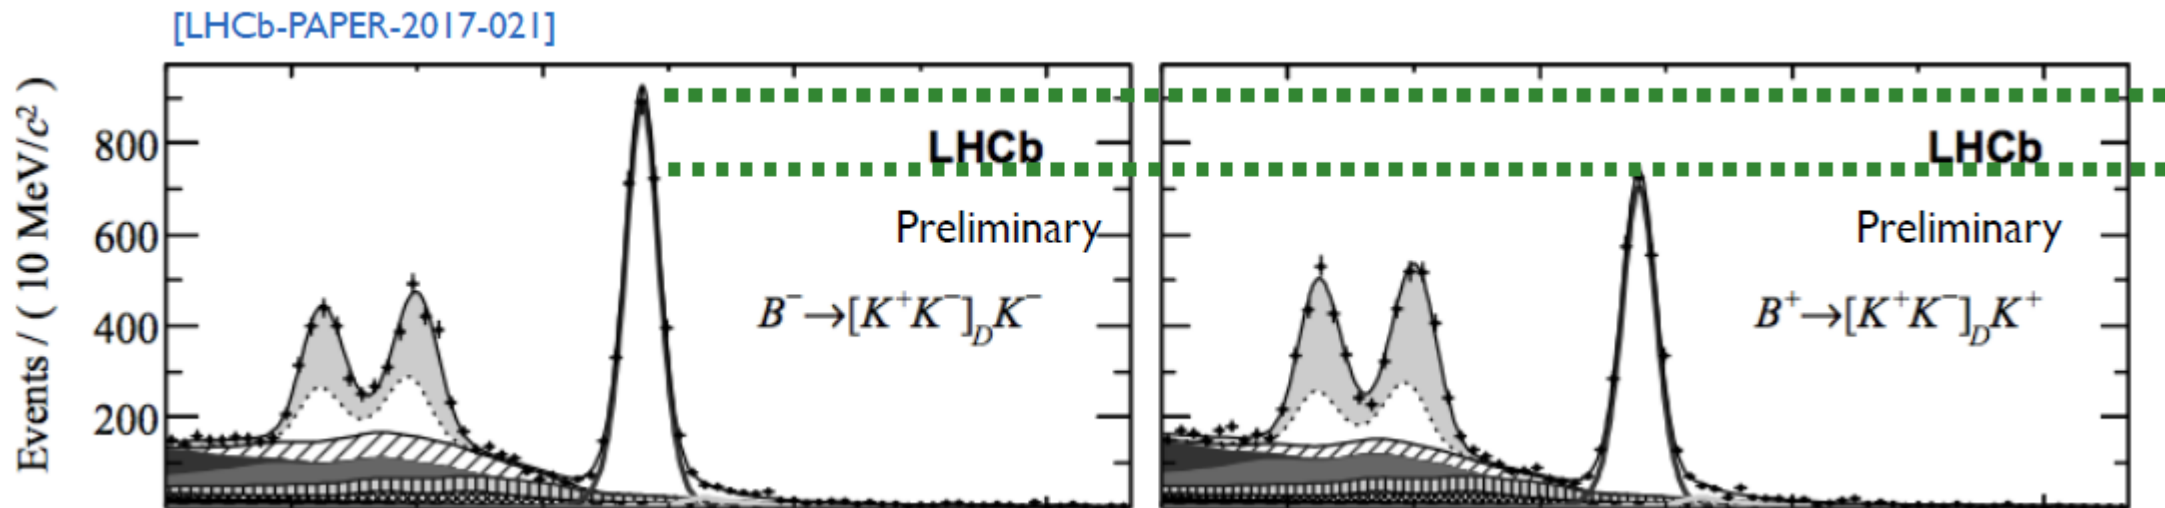 [LHCb-PAPER-2017-021]
Events / ( 10 MeV/c² )
800
600
400
200
LHCb
Preliminary
B⁻→[K⁺K⁻]_D K⁻
LHCb
Preliminary
B⁺→[K⁺K⁻]_D K⁺